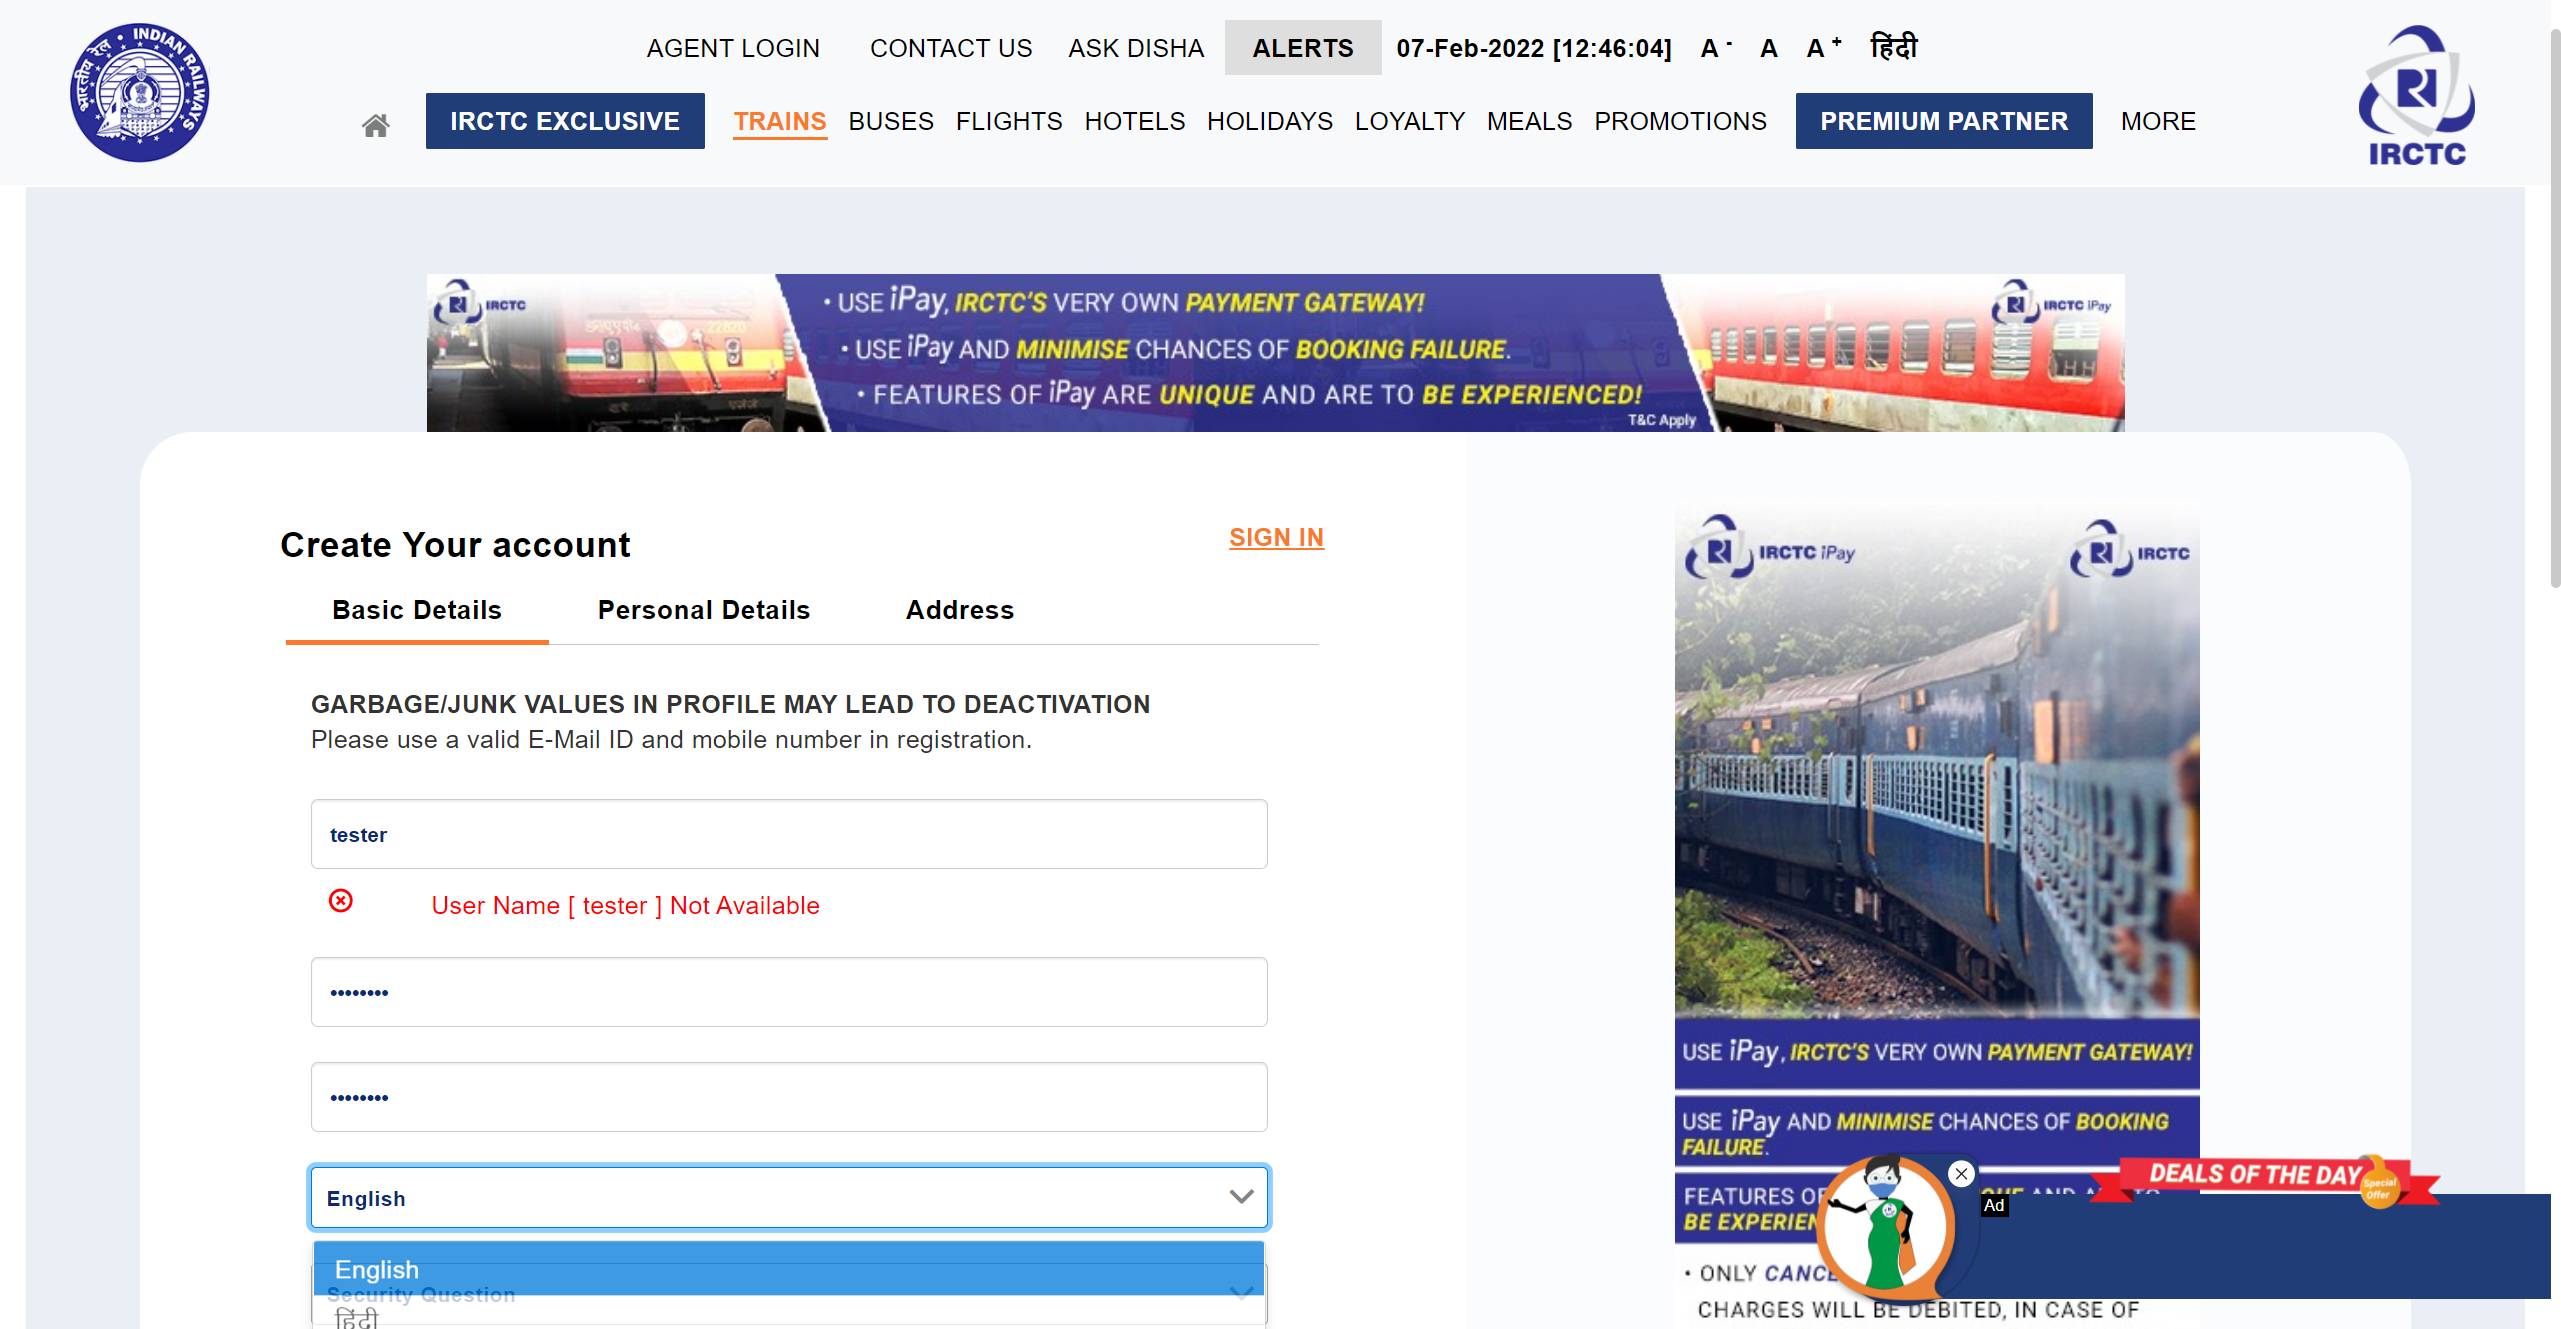 भारतीय रेल • INDIAN RAILWAYS
AGENT LOGIN CONTACT US ASK DISHA ALERTS 07-Feb-2022 [12:46:04] A - A A + हिंदी
IRCTC EXCLUSIVE TRAINS BUSES FLIGHTS HOTELS HOLIDAYS LOYALTY MEALS PROMOTIONS PREMIUM PARTNER MORE
IRCTC
IRCTC
• USE iPay, IRCTC'S VERY OWN PAYMENT GATEWAY!
• USE iPay AND MINIMISE CHANCES OF BOOKING FAILURE.
• FEATURES OF iPay ARE UNIQUE AND ARE TO BE EXPERIENCED!
T&C Apply
IRCTC iPay
22620
Create Your account
SIGN IN
Basic Details Personal Details Address
GARBAGE/JUNK VALUES IN PROFILE MAY LEAD TO DEACTIVATION
Please use a valid E-Mail ID and mobile number in registration.
tester
User Name [ tester ] Not Available
••••••••
••••••••
English
English
Security Question
हिंदी
IRCTC iPay
IRCTC
USE iPay, IRCTC'S VERY OWN PAYMENT GATEWAY!
USE iPay AND MINIMISE CHANCES OF BOOKING
FAILURE.
FEATURES OF
BE EXPERIEN
• ONLY CANCE
CHARGES WILL BE DEBITED, IN CASE OF
DEALS OF THE DAY
Special
Offer
Ad